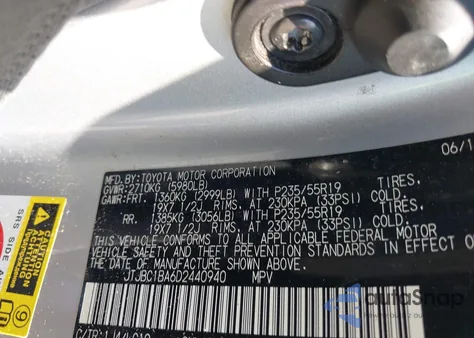 06/1
MFD.BY:TOYOTA MOTOR CORPORATION
GVWR:2710KG (5980LB)
GAWR:FRT. 1360KG (2999LB) WITH P235/55R19 TIRES,
19X7 1/2J RIMS, AT 230KPA (33PSI) COLD.
RR. 1385KG (3056LB) WITH P235/55R19 TIRES,
19X7 1/2J RIMS, AT 230KPA (33PSI) COLD.
THIS VEHICLE CONFORMS TO ALL APPLICABLE FEDERAL MOTOR
VEHICLE SAFETY AND THEFT PREVENTION STANDARDS IN EFFECT O
THE DATE OF MANUFACTURE SHOWN ABOVE.
JTJBC1BA6D2440940 MPV
C/TR:
SRS SIDE
autoSnap